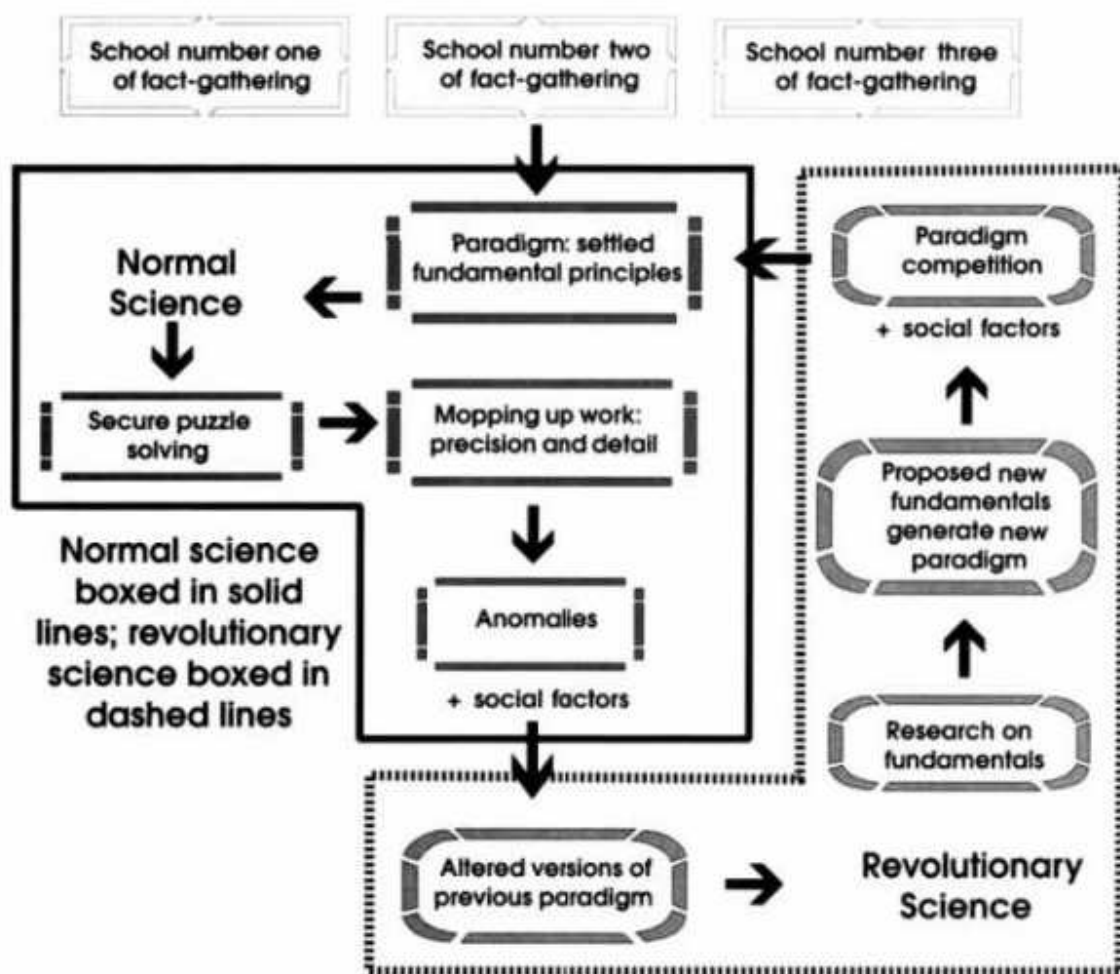 School number one
of fact-gathering
School number two
of fact-gathering
School number three
of fact-gathering
Paradigm: settled
fundamental principles
Normal
Science
Secure puzzle
solving
Mopping up work:
precision and detail
Anomalies
+ social factors
Normal science
boxed in solid
lines; revolutionary
science boxed in
dashed lines
Altered versions of
previous paradigm
Revolutionary
Science
Research on
fundamentals
Proposed new
fundamentals
generate new
paradigm
Paradigm
competition
+ social factors